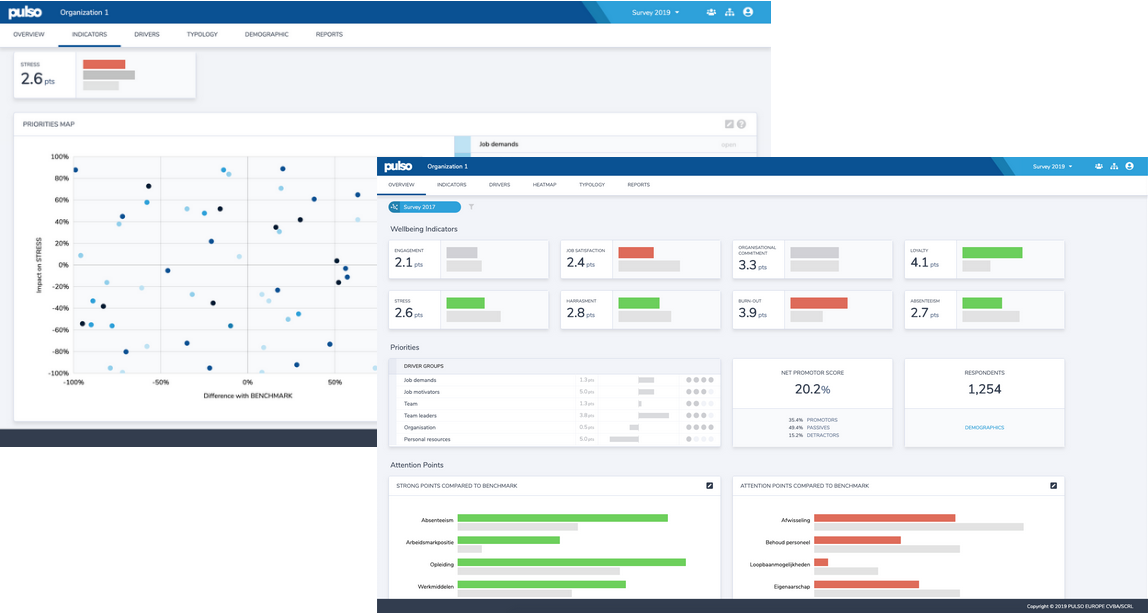 pulso Organization 1 Survey 2019
OVERVIEW INDICATORS DRIVERS TYPOLOGY DEMOGRAPHIC REPORTS
STRESS
2.6 pts
PRIORITIES MAP
Job demands open
100%
80%
60%
40%
20%
0%
-20%
-40%
-60%
-80%
-100%
Impact on STRESS
-100% -50% 0% 50%
Difference with BENCHMARK
pulso Organization 1 Survey 2019
OVERVIEW INDICATORS DRIVERS HEATMAP TYPOLOGY REPORTS
Survey 2017
Wellbeing Indicators
ENGAGEMENT
2.1 pts
JOB SATISFACTION
2.4 pts
ORGANISATIONAL
COMMITMENT
3.3 pts
LOYALTY
4.1 pts
STRESS
2.6 pts
HARRASMENT
2.8 pts
BURN-OUT
3.9 pts
ABSENTEEISM
2.7 pts
Priorities
DRIVER GROUPS
Job demands 1.3 pts
Job motivators 5.0 pts
Team 1.3 pts
Team leaders 3.8 pts
Organisation 0.5 pts
Personal resources 5.0 pts
NET PROMOTOR SCORE
20.2%
35.4% PROMOTORS
49.4% PASSIVES
15.2% DETRACTORS
RESPONDENTS
1,254
DEMOGRAPHICS
Attention Points
STRONG POINTS COMPARED TO BENCHMARK
Absenteeism
Arbeidsmarkpositie
Opleiding
Werkmiddelen
ATTENTION POINTS COMPARED TO BENCHMARK
Afwisseling
Behoud personeel
Loopbaanmogelijkheden
Eigenaarschap
Copyright © 2019 PULSO EUROPE CVBA/SCRL